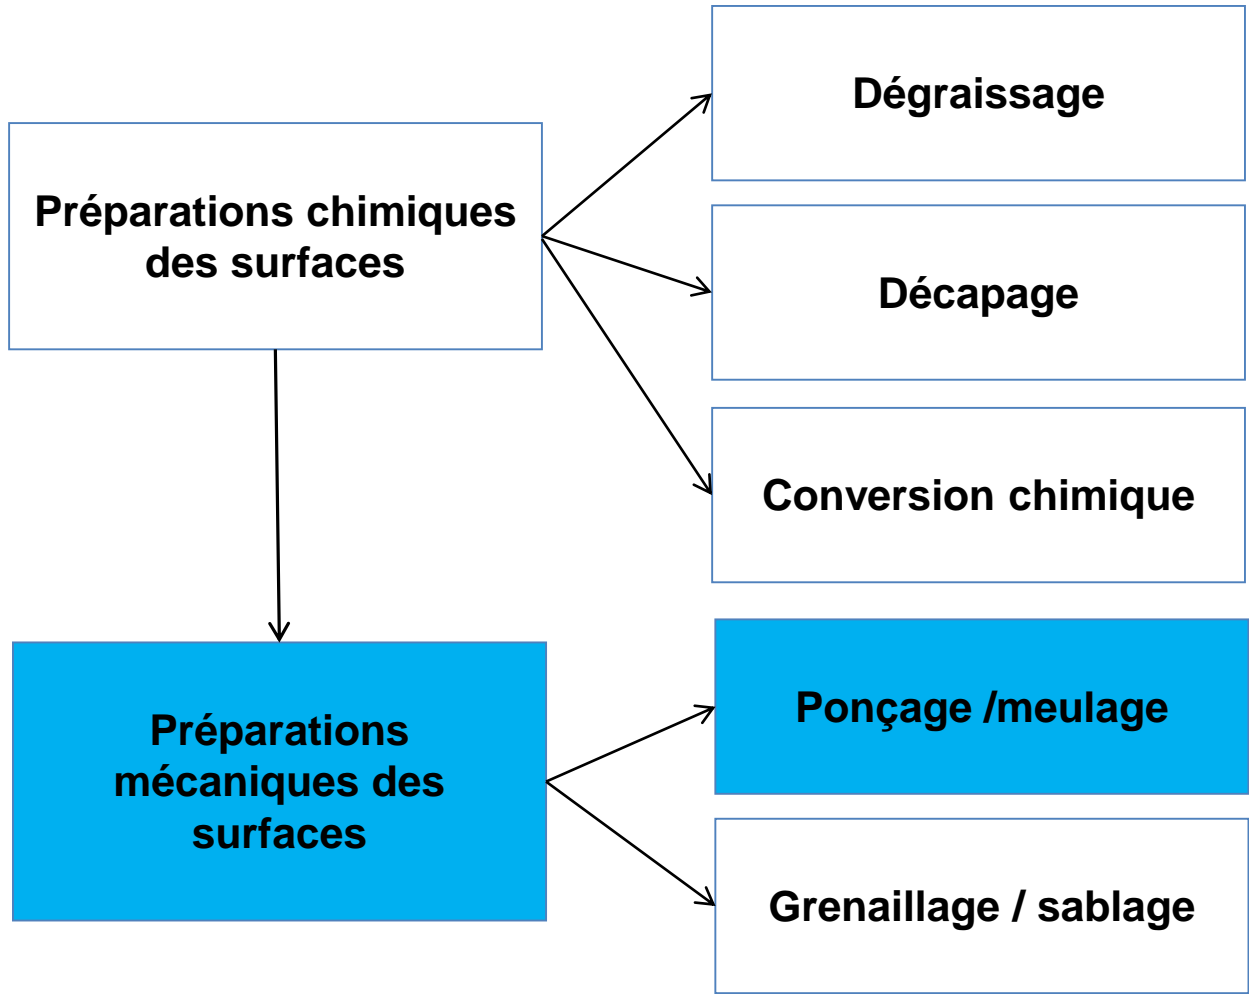 Préparations chimiques
des surfaces
Dégraissage
Décapage
Conversion chimique
Préparations
mécaniques des
surfaces
Ponçage /meulage
Grenaillage / sablage